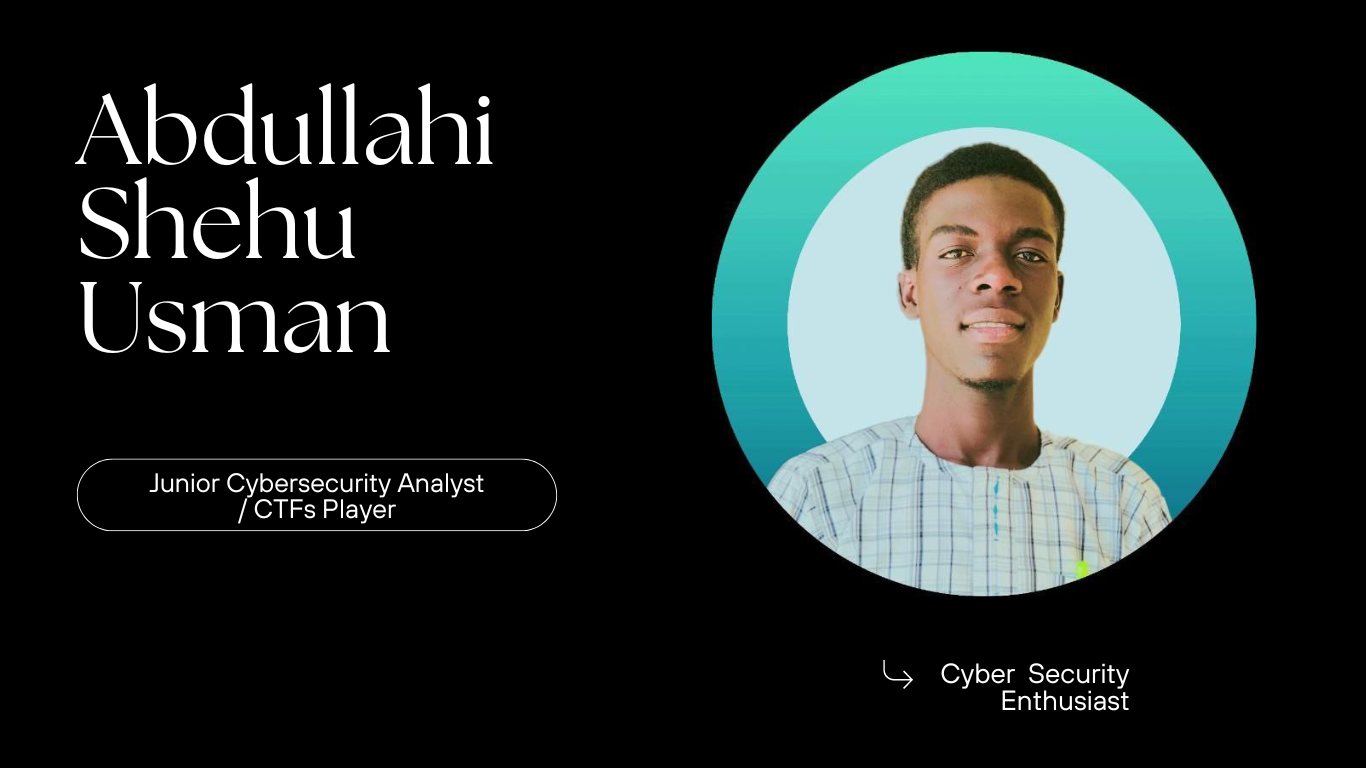 Abdullahi
Shehu
Usman
Junior Cybersecurity Analyst
/ CTFs Player
Cyber Security
Enthusiast